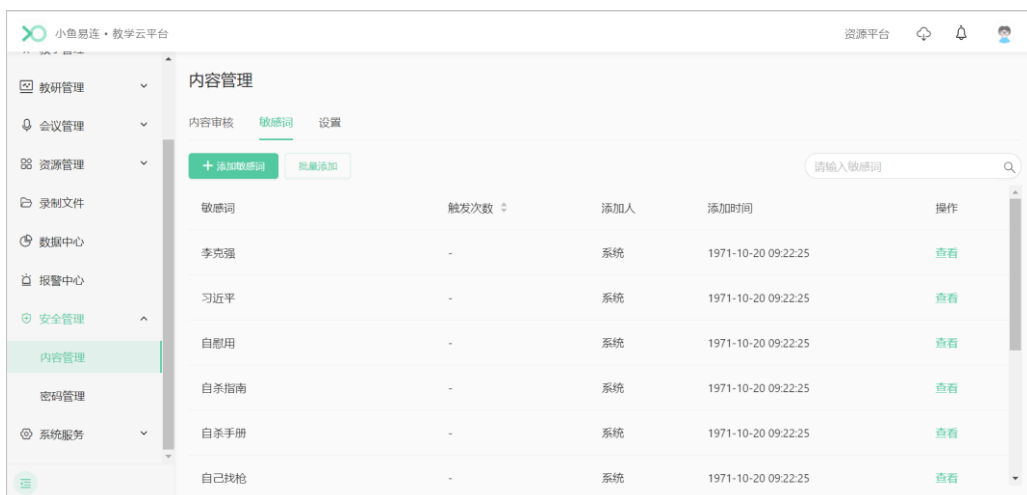 小鱼易连·教学云平台
资源平台
教研管理
会议管理
资源管理
录制文件
数据中心
报警中心
安全管理
内容管理
密码管理
系统服务
内容管理
内容审核 敏感词 设置
添加敏感词 批量添加 请输入敏感词
敏感词 触发次数 添加人 添加时间 操作
李克强 - 系统 1971-10-20 09:22:25 查看
习近平 - 系统 1971-10-20 09:22:25 查看
自慰用 - 系统 1971-10-20 09:22:25 查看
自杀指南 - 系统 1971-10-20 09:22:25 查看
自杀手册 - 系统 1971-10-20 09:22:25 查看
自己找枪 - 系统 1971-10-20 09:22:25 查看